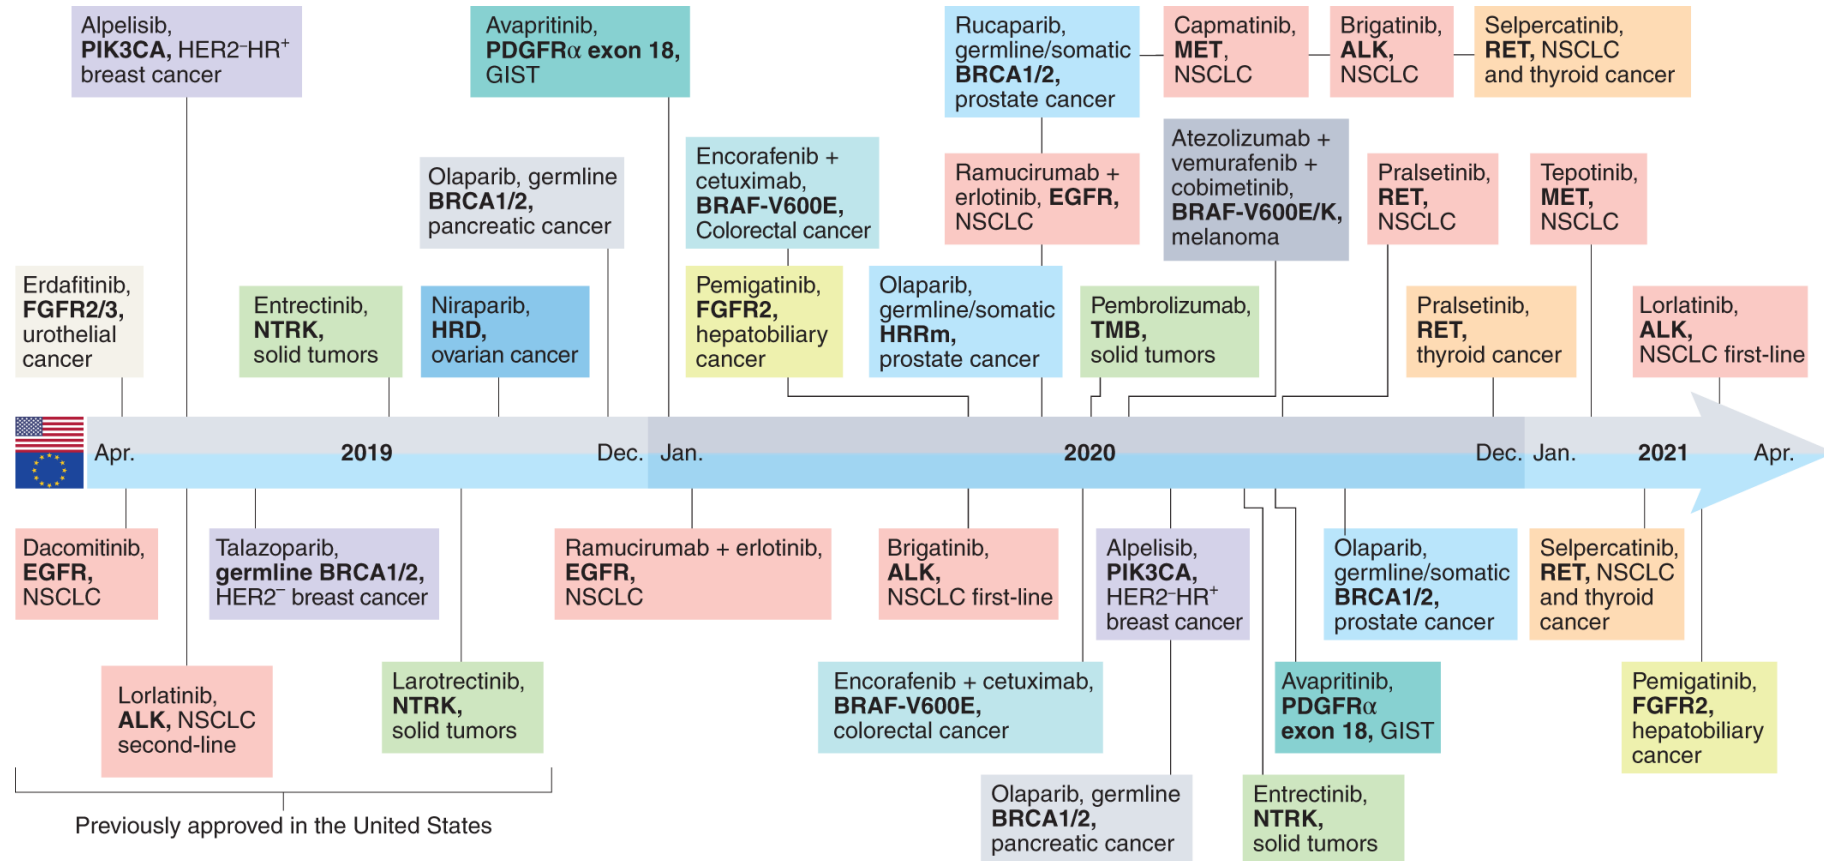 Alpelisib,
PIK3CA, HER2⁻HR⁺
breast cancer
Avapritinib,
PDGFRα exon 18,
GIST
Rucaparib,
germline/somatic
BRCA1/2,
prostate cancer
Capmatinib,
MET,
NSCLC
Brigatinib,
ALK,
NSCLC
Selpercatinib,
RET, NSCLC
and thyroid cancer
Olaparib, germline
BRCA1/2,
pancreatic cancer
Encorafenib +
cetuximab,
BRAF-V600E,
Colorectal cancer
Ramucirumab +
erlotinib, EGFR,
NSCLC
Atezolizumab +
vemurafenib +
cobimetinib,
BRAF-V600E/K,
melanoma
Pralsetinib,
RET,
NSCLC
Tepotinib,
MET,
NSCLC
Erdafitinib,
FGFR2/3,
urothelial
cancer
Entrectinib,
NTRK,
solid tumors
Niraparib,
HRD,
ovarian cancer
Pemigatinib,
FGFR2,
hepatobiliary
cancer
Olaparib,
germline/somatic
HRRm,
prostate cancer
Pembrolizumab,
TMB,
solid tumors
Pralsetinib,
RET,
thyroid cancer
Lorlatinib,
ALK,
NSCLC first-line
Apr. 2019 Dec. Jan. 2020 Dec. Jan. 2021 Apr.
Dacomitinib,
EGFR,
NSCLC
Talazoparib,
germline BRCA1/2,
HER2⁻ breast cancer
Ramucirumab + erlotinib,
EGFR,
NSCLC
Brigatinib,
ALK,
NSCLC first-line
Alpelisib,
PIK3CA,
HER2⁻HR⁺
breast cancer
Olaparib,
germline/somatic
BRCA1/2,
prostate cancer
Selpercatinib,
RET, NSCLC
and thyroid
cancer
Lorlatinib,
ALK, NSCLC
second-line
Larotrectinib,
NTRK,
solid tumors
Encorafenib + cetuximab,
BRAF-V600E,
colorectal cancer
Avapritinib,
PDGFRα
exon 18, GIST
Pemigatinib,
FGFR2,
hepatobiliary
cancer
Olaparib, germline
BRCA1/2,
pancreatic cancer
Entrectinib,
NTRK,
solid tumors
Previously approved in the United States